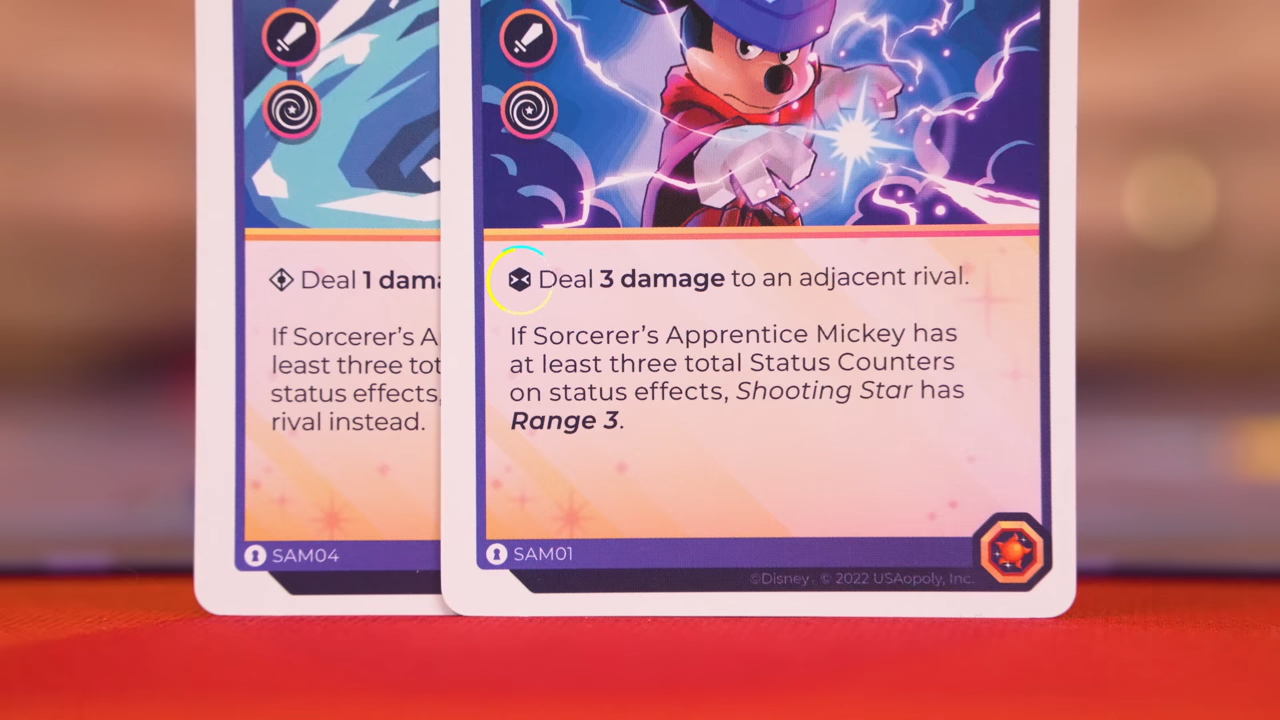 Deal 1 dama
If Sorcerer's A
least three tot
status effects,
rival instead.
SAM04
Deal 3 damage to an adjacent rival.
If Sorcerer's Apprentice Mickey has
at least three total Status Counters
on status effects, Shooting Star has
Range 3.
SAM01
©Disney. © 2022 USAopoly, Inc.